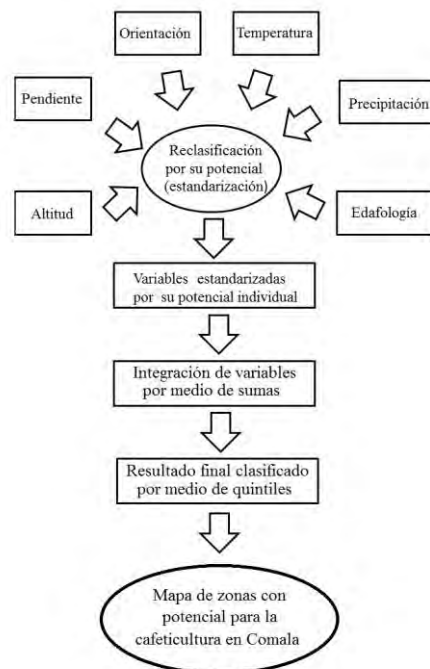 Orientación
Temperatura
Pendiente
Precipitación
Reclasificación
por su potencial
(estandarización)
Altitud
Edafología
Variables estandarizadas
por su potencial individual
Integración de variables
por medio de sumas
Resultado final clasificado
por medio de quintiles
Mapa de zonas con
potencial para la
cafeticultura en Comala